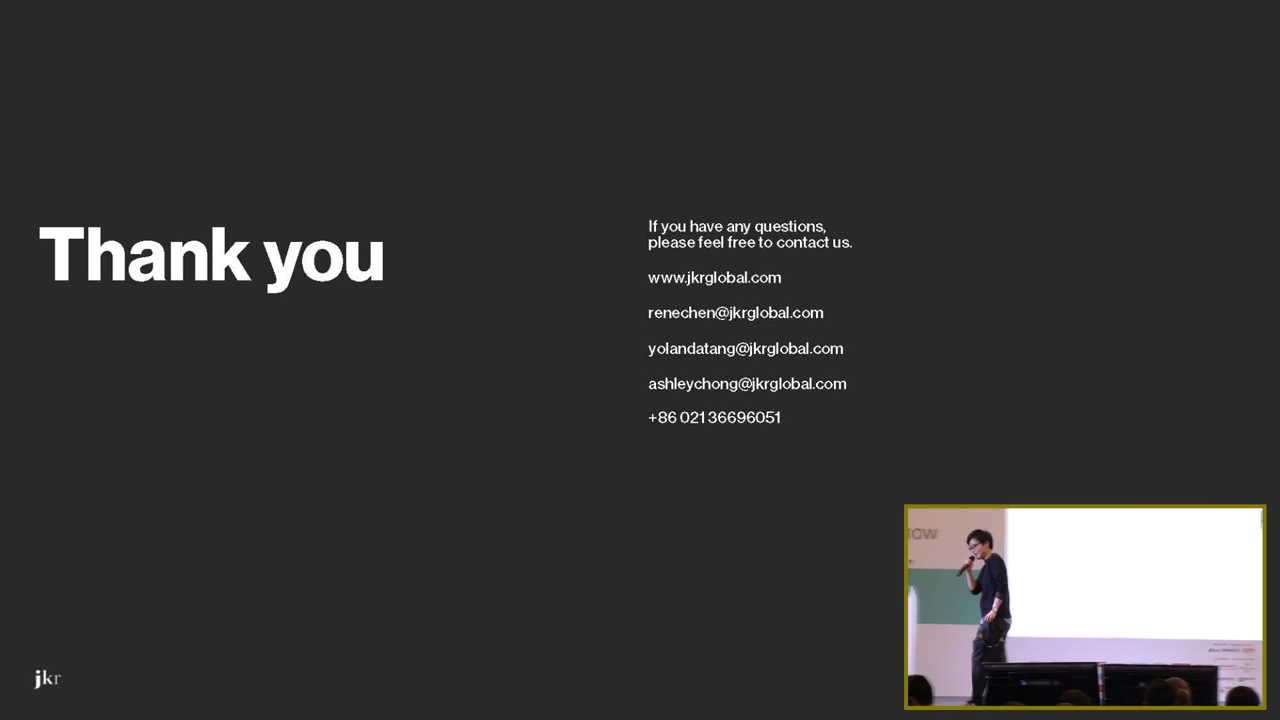 Thank you
If you have any questions,
please feel free to contact us.
www.jkrglobal.com
renechen@jkrglobal.com
yolandatang@jkrglobal.com
ashleychong@jkrglobal.com
+86 021 36696051
jkr